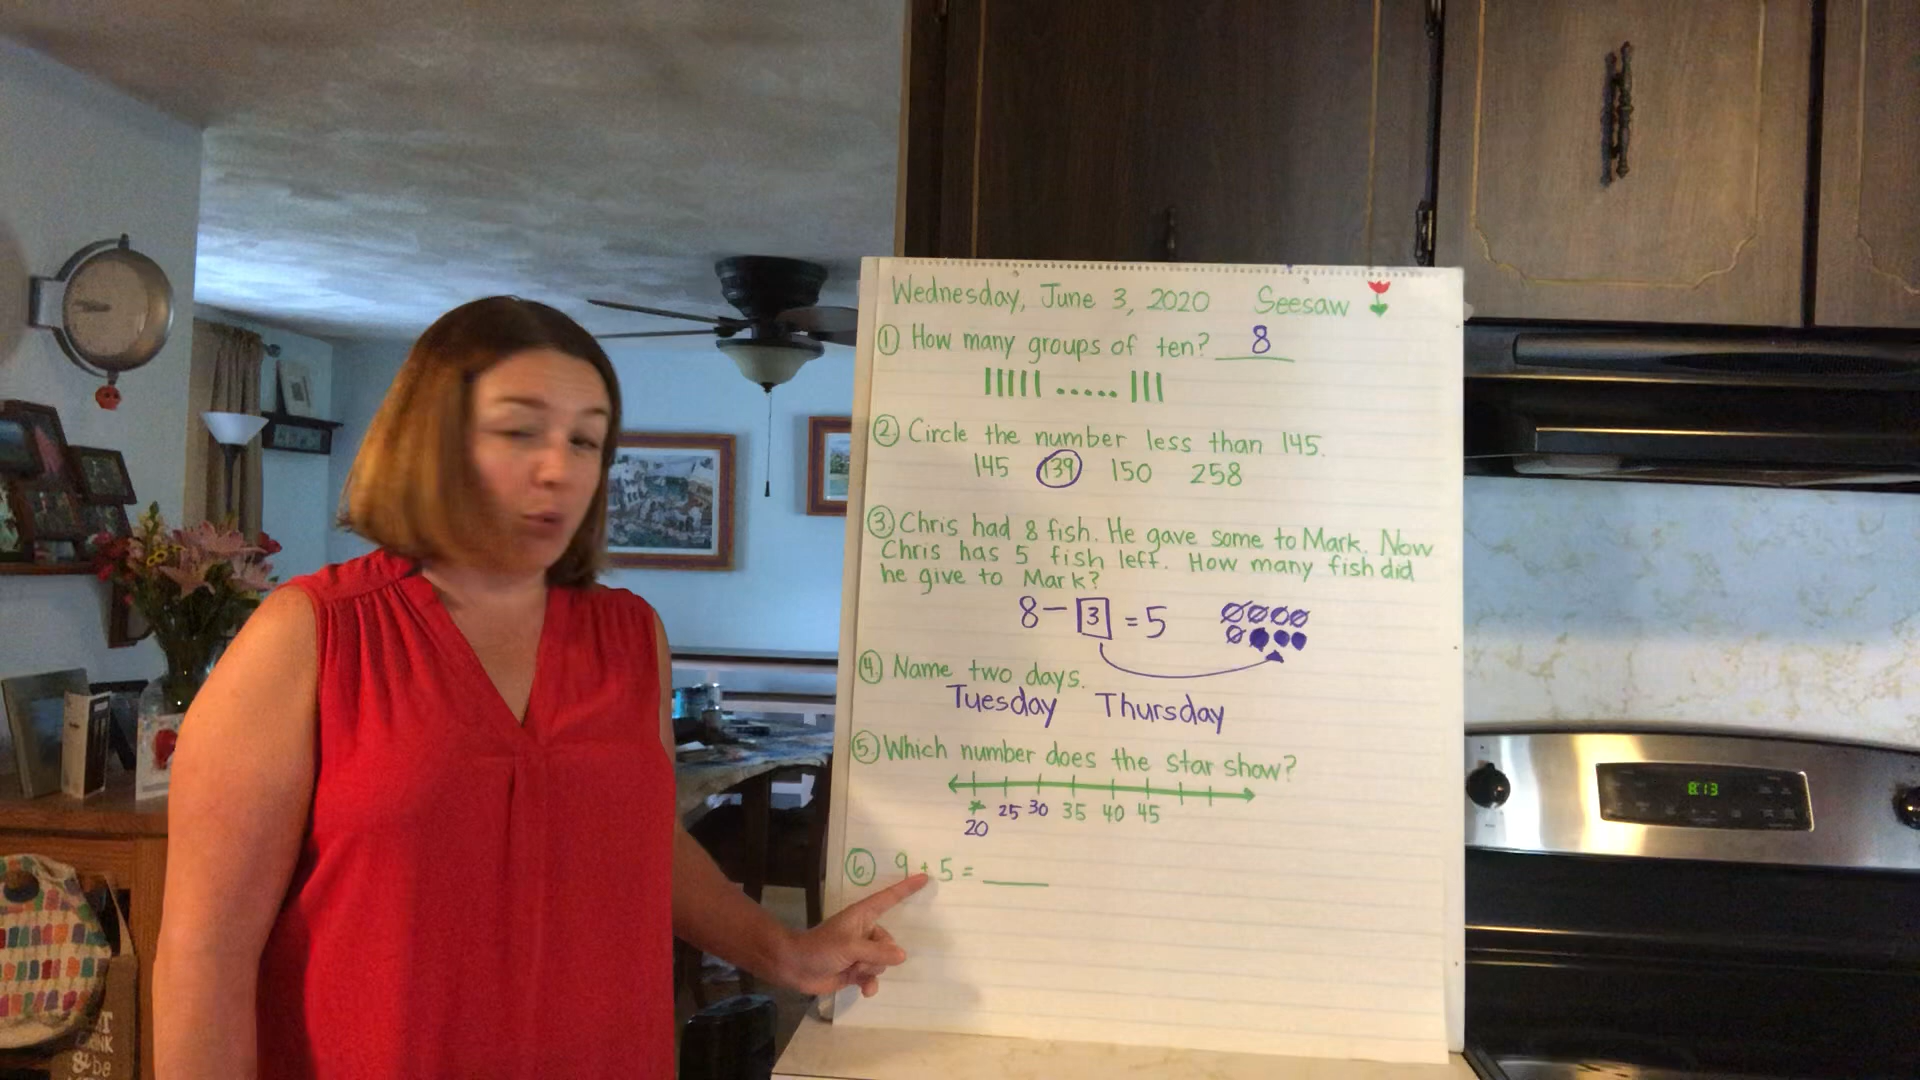 Wednesday, June 3, 2020 Seesaw
1 How many groups of ten? 8
2. Circle the number less than 145.
145 139 150 258
3. Chris had 8 fish. He gave some to Mark. Now
Chris has 5 fish left. How many fish did
he give to Mark?
8 - 3 = 5
4. Name two days.
Tuesday Thursday
5. Which number does the star show?
25 30 35 40 45
20
6. 9 + 5 = ____
8:13